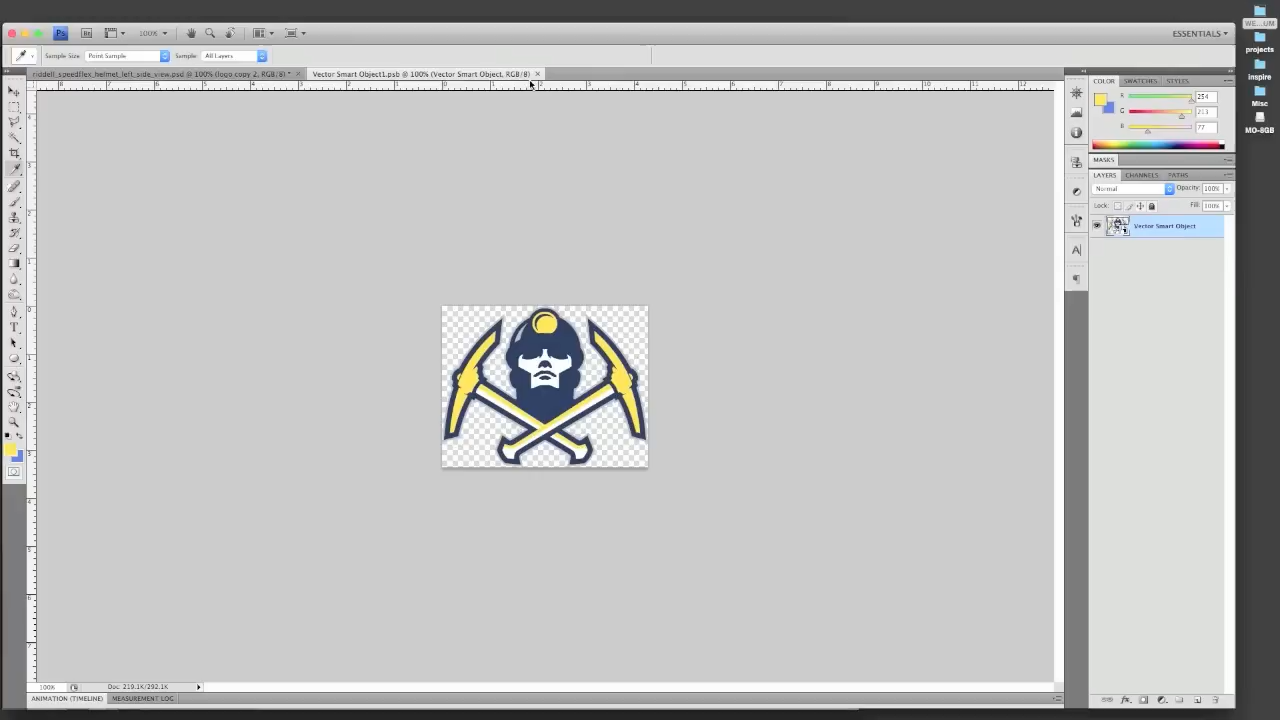 WE...UM
projects
inspire
Misc
MO-8GB
Ps
Br
100%
ESSENTIALS
Sample Size: Point Sample
Sample: All Layers
riddell_speedflex_helmet_left_side_view.psd @ 100% (logo copy 2, RGB/8) *
Vector Smart Object1.psb @ 100% (Vector Smart Object, RGB/8)
COLOR SWATCHES STYLES
R 254
G 213
B 77
MASKS
LAYERS CHANNELS PATHS
Normal
Opacity: 100%
Lock:
Fill: 100%
Vector Smart Object
100%
Doc: 219.1K/292.1K
ANIMATION (TIMELINE) MEASUREMENT LOG